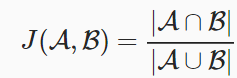 J(𝒜, ℬ) = |𝒜 ∩ ℬ| / |𝒜 ∪ ℬ|